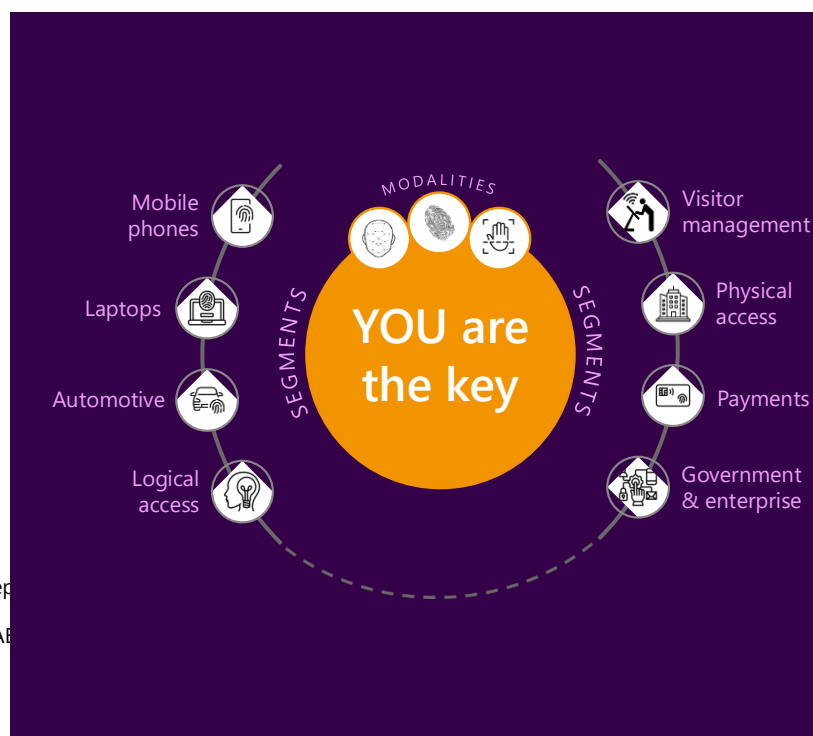 MODALITIES
Mobile
phones
Laptops
Automotive
Logical
access
SEGMENTS
YOU are
the key
SEGMENTS
Visitor
management
Physical
access
Payments
Government
& enterprise